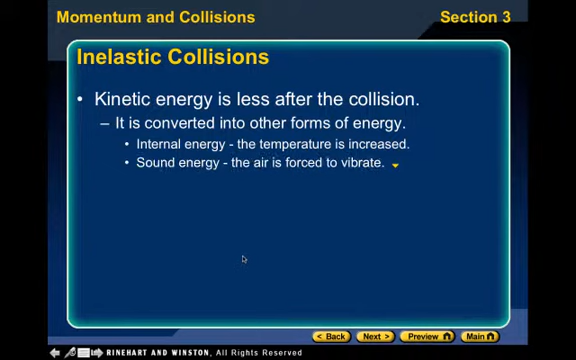 Momentum and Collisions
Section 3
Inelastic Collisions
• Kinetic energy is less after the collision.
– It is converted into other forms of energy.
• Internal energy - the temperature is increased.
• Sound energy - the air is forced to vibrate.
< Back
Next >
Preview
Main
RINEHART AND WINSTON, All Rights Reserved